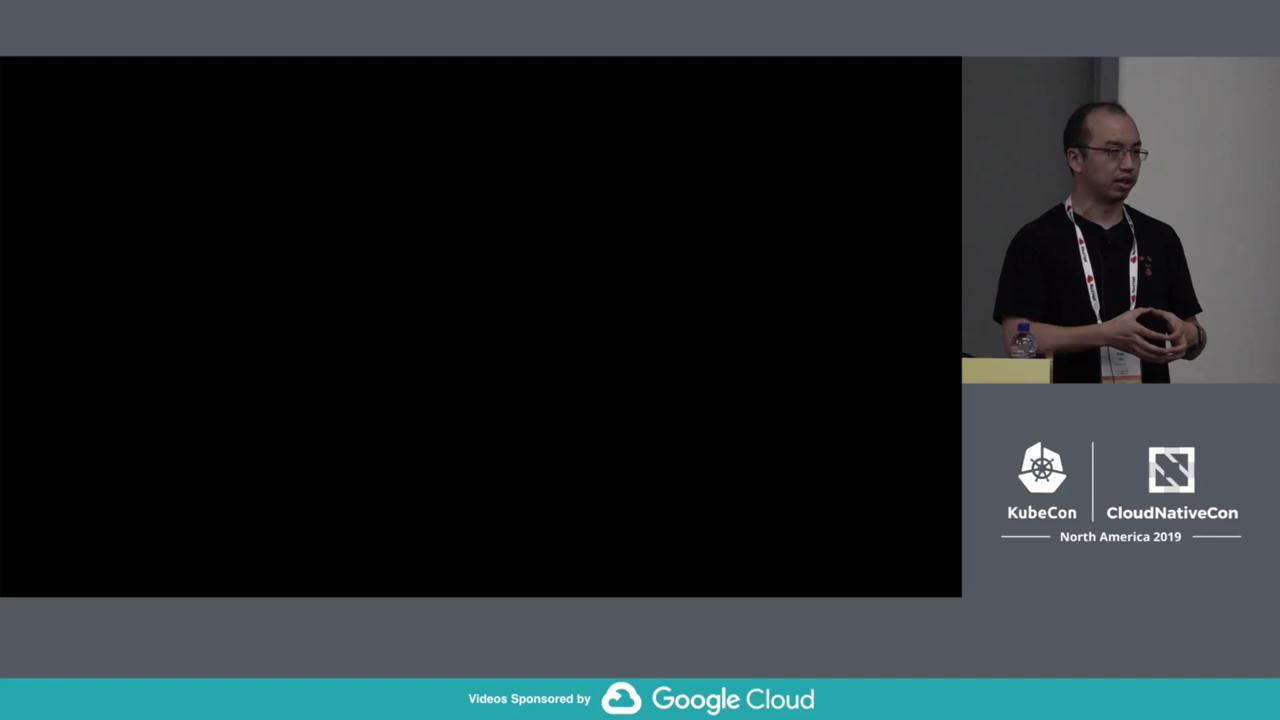 KubeCon
CloudNativeCon
North America 2019
Videos Sponsored by
Google Cloud